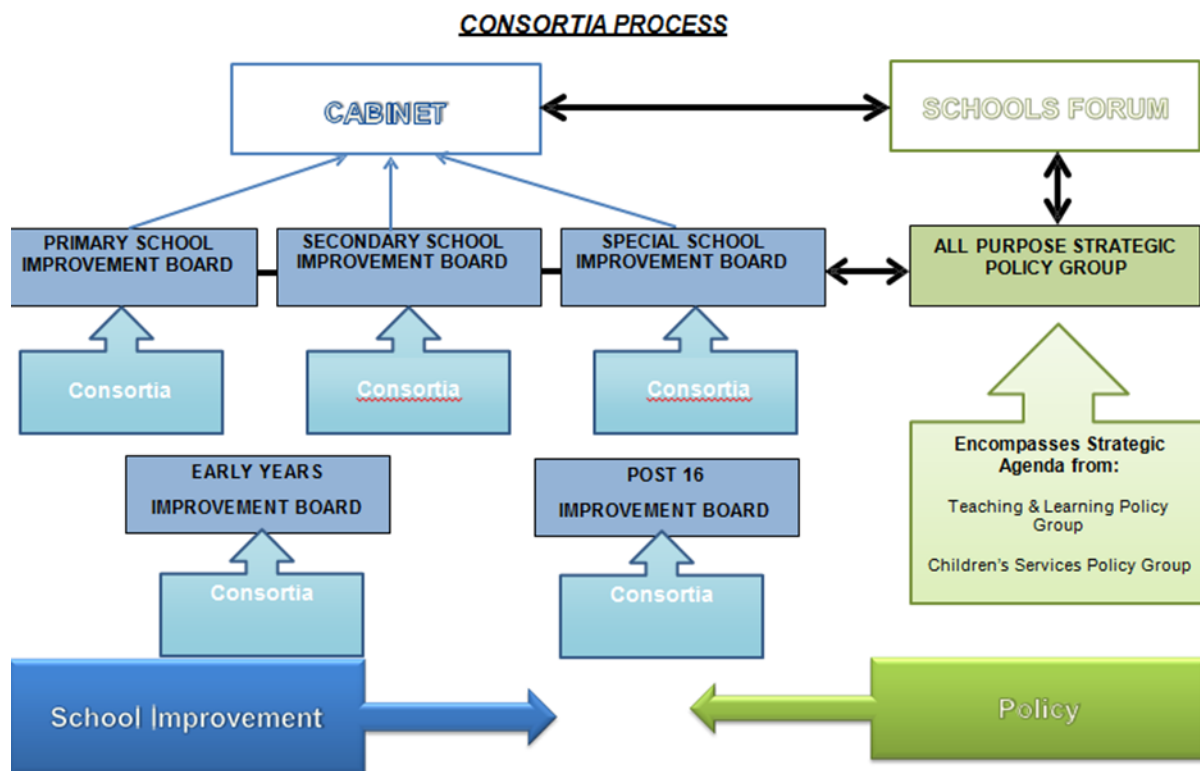 CONSORTIA PROCESS
CABINET
SCHOOLS FORUM
PRIMARY SCHOOL
IMPROVEMENT BOARD
SECONDARY SCHOOL
IMPROVEMENT BOARD
SPECIAL SCHOOL
IMPROVEMENT BOARD
ALL PURPOSE STRATEGIC
POLICY GROUP
Consortia
Consortia
Consortia
Encompasses Strategic
Agenda from:
Teaching & Learning Policy
Group
Children's Services Policy Group
EARLY YEARS
IMPROVEMENT BOARD
POST 16
IMPROVEMENT BOARD
Consortia
Consortia
School Improvement
Policy